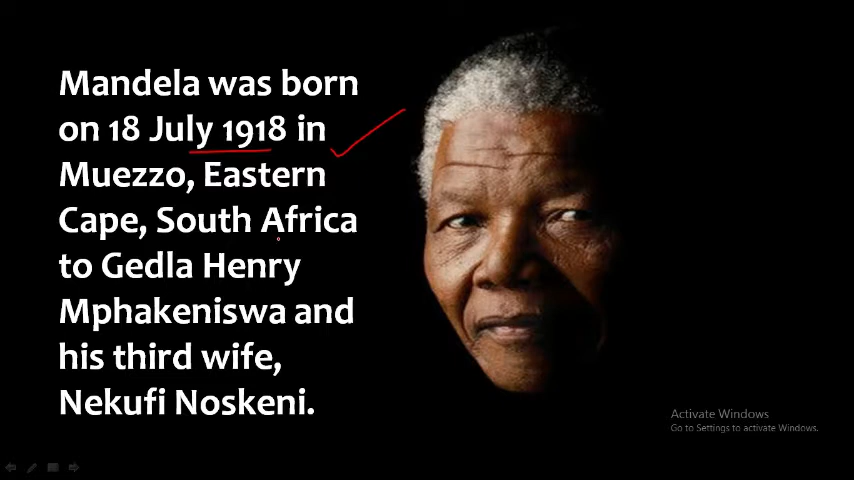 Mandela was born
on 18 July 1918 in
Muezzo, Eastern
Cape, South Africa
to Gedla Henry
Mphakeniswa and
his third wife,
Nekufi Noskeni.
Activate Windows
Go to Settings to activate Windows.